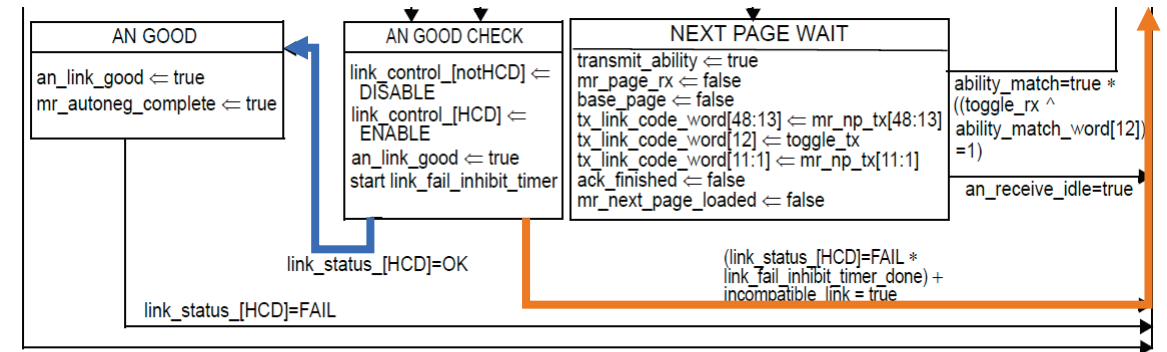 AN GOOD
an_link_good ⇐ true
mr_autoneg_complete ⇐ true
AN GOOD CHECK
link_control_[notHCD] ⇐
DISABLE
link_control_[HCD] ⇐
ENABLE
an_link_good ⇐ true
start link_fail_inhibit_timer
NEXT PAGE WAIT
transmit_ability ⇐ true
mr_page_rx ⇐ false
base_page ⇐ false
tx_link_code_word[48:13] ⇐ mr_np_tx[48:13]
tx_link_code_word[12] ⇐ toggle_tx
tx_link_code_word[11:1] ⇐ mr_np_tx[11:1]
ack_finished ⇐ false
mr_next_page_loaded ⇐ false
ability_match=true *
((toggle_rx ^
ability_match_word[12])
=1)
an_receive_idle=true
link_status_[HCD]=OK
(link_status_[HCD]=FAIL *
link_fail_inhibit_timer_done) +
incompatible_link = true
link_status_[HCD]=FAIL